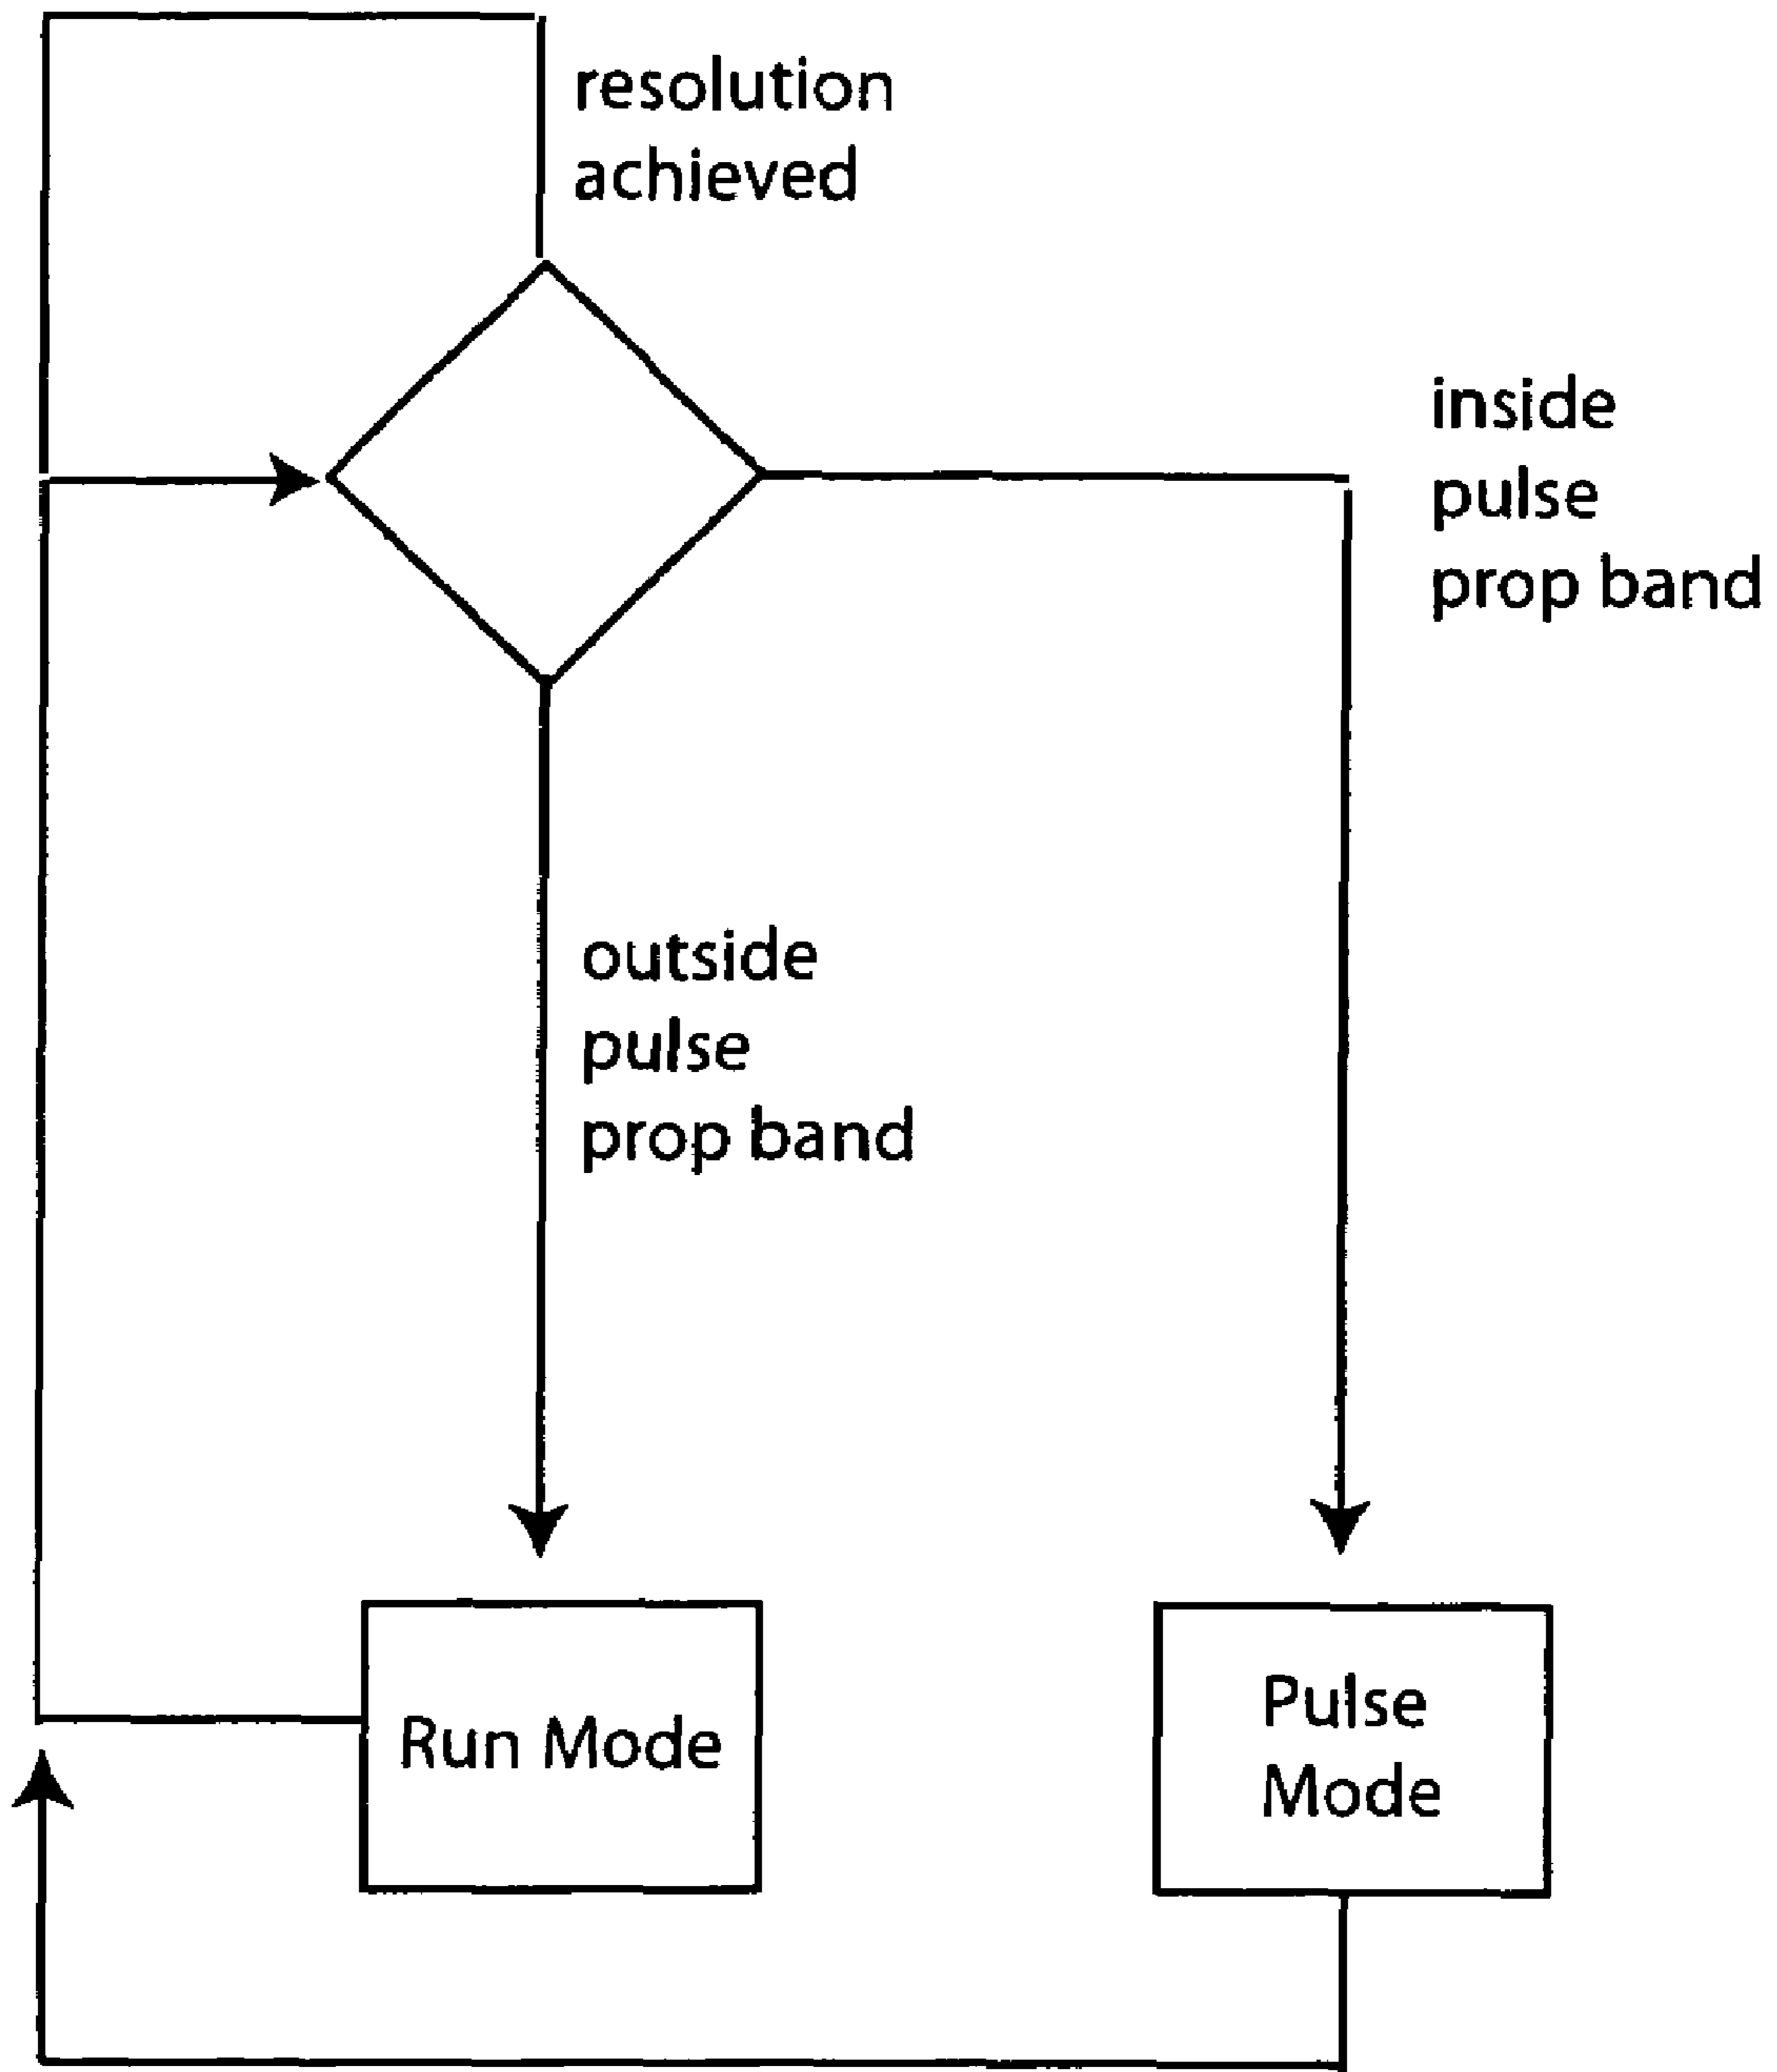 resolution
achieved
inside
pulse
prop band
outside
pulse
prop band
Run Mode
Pulse
Mode